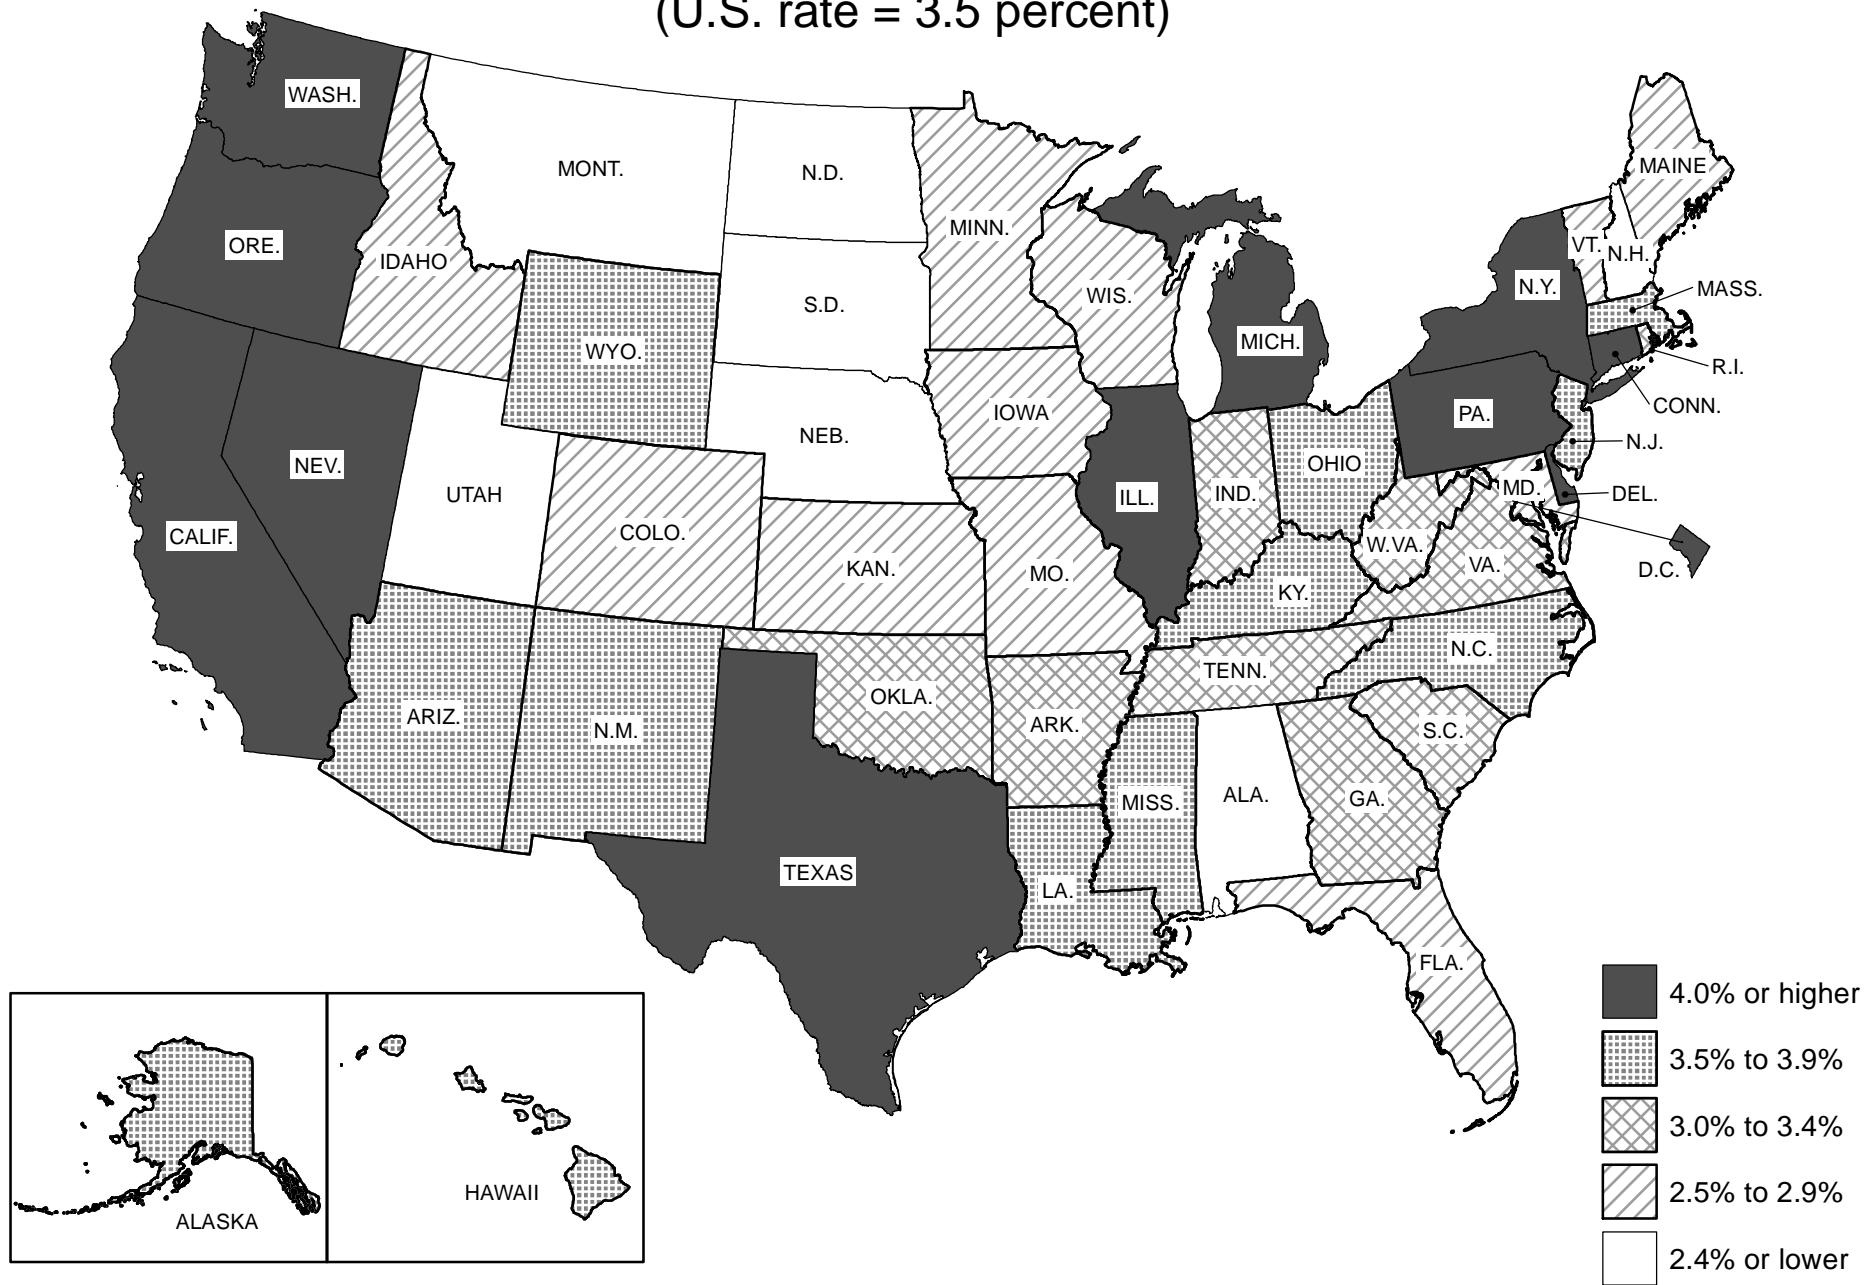 (U.S. rate = 3.5 percent)
WASH.
MONT.
N.D.
MINN.
MAINE
ORE.
IDAHO
WIS.
VT.
N.H.
N.Y.
MASS.
S.D.
WYO.
MICH.
R.I.
CONN.
IOWA
PA.
NEB.
N.J.
NEV.
UTAH
ILL.
IND.
OHIO
MD.
DEL.
CALIF.
COLO.
KAN.
MO.
W.VA.
VA.
D.C.
KY.
N.C.
TENN.
ARIZ.
N.M.
OKLA.
ARK.
S.C.
MISS.
ALA.
GA.
TEXAS
LA.
FLA.
ALASKA
HAWAII
4.0% or higher
3.5% to 3.9%
3.0% to 3.4%
2.5% to 2.9%
2.4% or lower